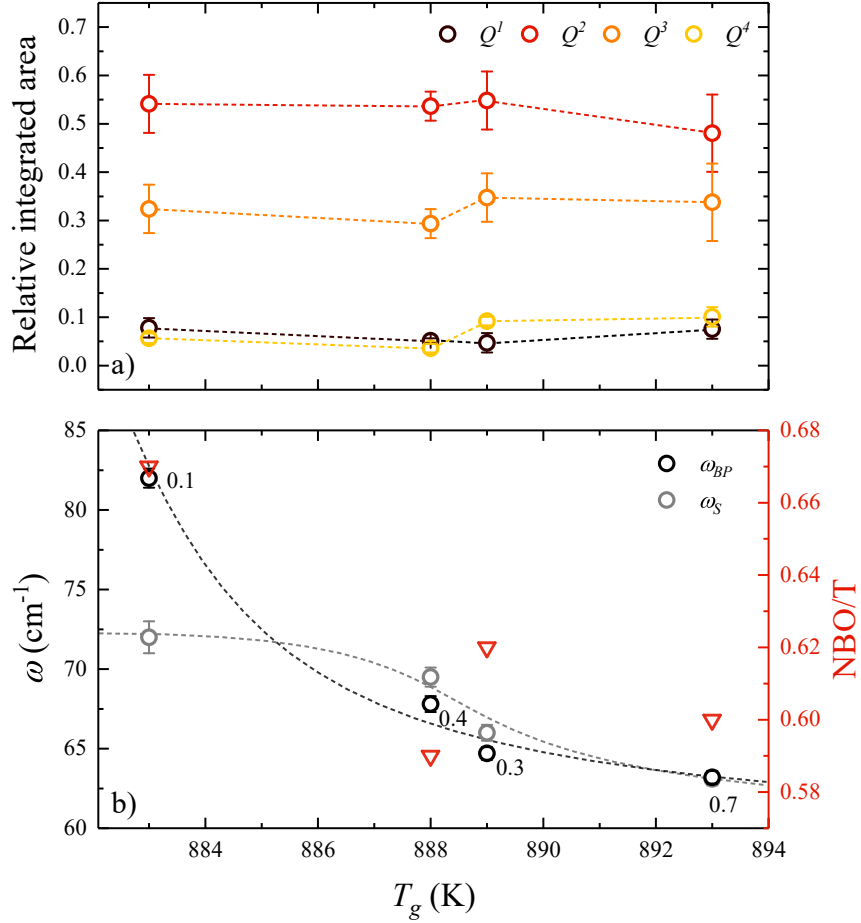 Q1 Q2 Q3 Q4
Relative integrated area
0.7
0.6
0.5
0.4
0.3
0.2
0.1
0.0
a)
85
80
75
70
65
60
ω (cm-1)
ωBP
ωS
0.1
0.4
0.3
0.7
b)
0.68
0.66
0.64
0.62
0.60
0.58
NBO/T
884 886 888 890 892 894
Tg (K)